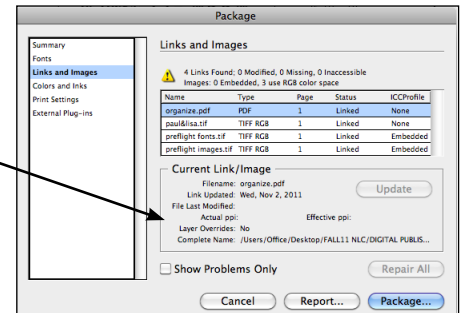 Package
Summary
Fonts
Links and Images
Colors and Inks
Print Settings
External Plug-ins
Links and Images
4 Links Found; 0 Modified, 0 Missing, 0 Inaccessible
Images: 0 Embedded, 3 use RGB color space
Name Type Page Status ICCProfile
organize.pdf PDF 1 Linked None
paul&lisa.tif TIFF RGB 1 Linked None
preflight fonts.tif TIFF RGB 1 Linked Embedded
preflight images.tif TIFF RGB 1 Linked Embedded
Current Link/Image
Filename: organize.pdf
Update
Link Updated: Wed, Nov 2, 2011
File Last Modified:
Actual ppi: Effective ppi:
Layer Overrides: No
Complete Name: /Users/Office/Desktop/FALL11 NLC/DIGITAL PUBLIS...
Show Problems Only
Repair All
Cancel Report... Package...